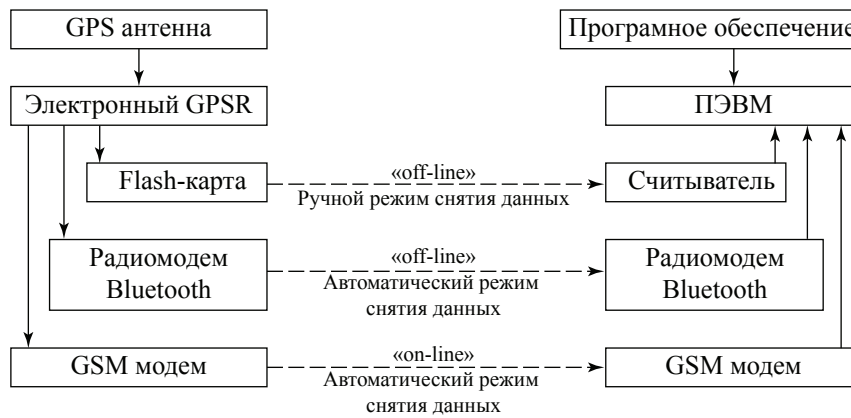 GPS антенна
Програмное обеспечение
Электронный GPSR
ПЭВМ
Flash-карта
«off-line»
Ручной режим снятия данных
Считыватель
Радиомодем
Bluetooth
«off-line»
Автоматический режим
снятия данных
Радиомодем
Bluetooth
GSM модем
«on-line»
Автоматический режим
снятия данных
GSM модем